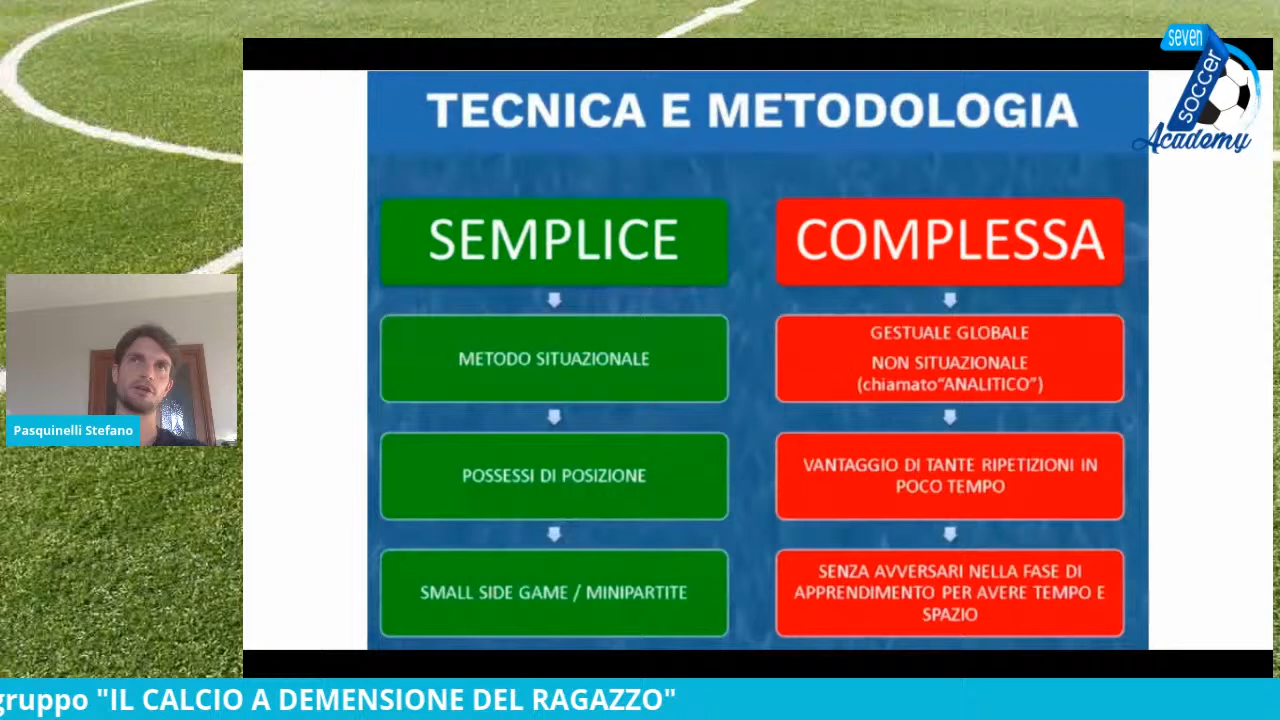 seven
soccer
Academy
TECNICA E METODOLOGIA
SEMPLICE
COMPLESSA
METODO SITUAZIONALE
GESTUALE GLOBALE
NON SITUAZIONALE
(chiamato“ANALITICO”)
POSSESSI DI POSIZIONE
VANTAGGIO DI TANTE RIPETIZIONI IN
POCO TEMPO
SMALL SIDE GAME / MINIPARTITE
SENZA AVVERSARI NELLA FASE DI
APPRENDIMENTO PER AVERE TEMPO E
SPAZIO
Pasquinelli Stefano
gruppo "IL CALCIO A DEMENSIONE DEL RAGAZZO"